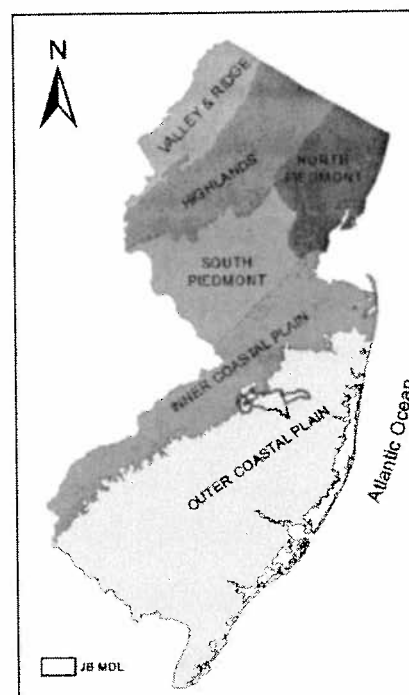 N
VALLEY & RIDGE
HIGHLANDS
NORTH
PIEDMONT
SOUTH
PIEDMONT
INNER COASTAL PLAIN
OUTER COASTAL PLAIN
Atlantic Ocean
JB MDL